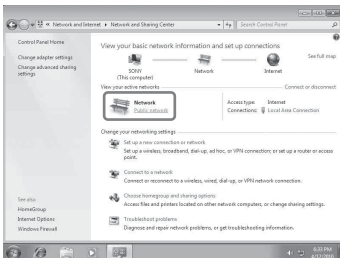 « Network and Internet ▸ Network and Sharing Center
Search Control Panel
Control Panel Home
Change adapter settings
Change advanced sharing
settings
View your basic network information and set up connections
See full map
SONY
(This computer)
Network
Internet
View your active networks
Connect or disconnect
Network
Public network
Access type: Internet
Connections: Local Area Connection
Change your networking settings
Set up a new connection or network
Set up a wireless, broadband, dial-up, ad hoc, or VPN connection; or set up a router or access
point.
Connect to a network
Connect or reconnect to a wireless, wired, dial-up, or VPN network connection.
Choose homegroup and sharing options
Access files and printers located on other network computers, or change sharing settings.
Troubleshoot problems
Diagnose and repair network problems, or get troubleshooting information.
See also
HomeGroup
Internet Options
Windows Firewall
6:33 PM
4/12/2010